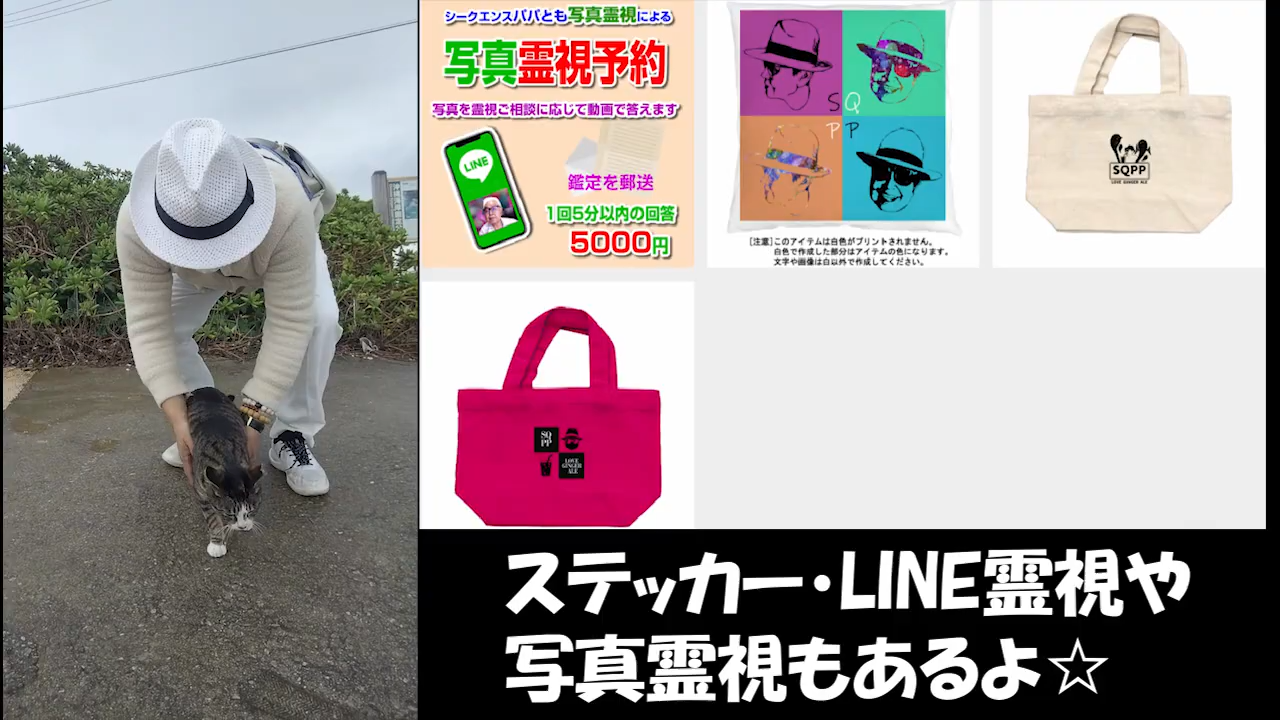 シークエンスパパとも写真霊視による
写真霊視予約
写真を霊視ご相談に応じて動画で答えます
LINE
鑑定を郵送
1回5分以内の回答
5000円
S Q
P P
[注意]このアイテムは白色がプリントされません。
白色で作成した部分はアイテムの色になります。
文字や画像は白以外で作成してください。
SQPP
LOVE GINGER ALE
SQ
PP
LOVE
GINGER
ALE
ステッカー・LINE霊視や
写真霊視もあるよ☆